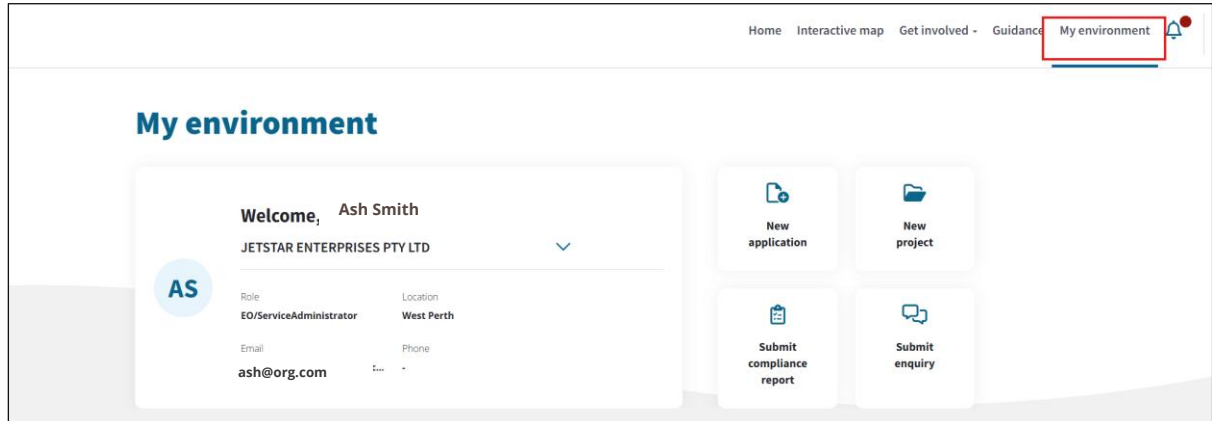 Home Interactive map Get involved - Guidance My environment
My environment
Welcome, Ash Smith
JETSTAR ENTERPRISES PTY LTD
AS
Role Location
EO/ServiceAdministrator West Perth
Email Phone
ash@org.com -
New
application
New
project
Submit
compliance
report
Submit
enquiry